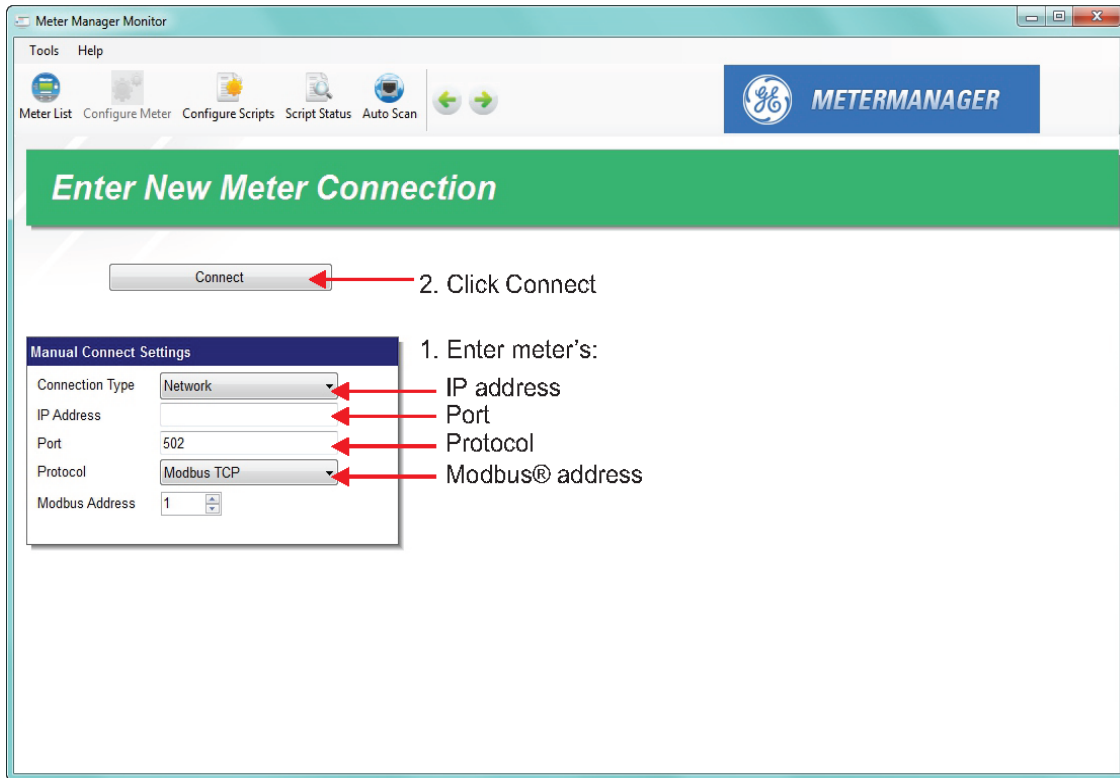 Meter Manager Monitor
Tools Help
Meter List Configure Meter Configure Scripts Script Status Auto Scan
METERMANAGER
Enter New Meter Connection
Connect
2. Click Connect
Manual Connect Settings
1. Enter meter's:
Connection Type Network
IP address
IP Address
Port
Port 502
Protocol
Protocol Modbus TCP
Modbus® address
Modbus Address 1